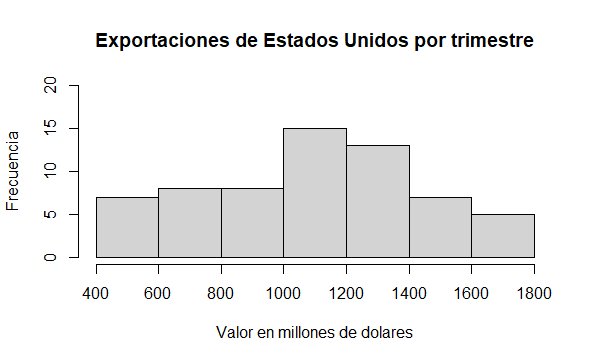 Exportaciones de Estados Unidos por trimestre
20
15
10
5
0
Frecuencia
400 600 800 1000 1200 1400 1600 1800
Valor en millones de dolares